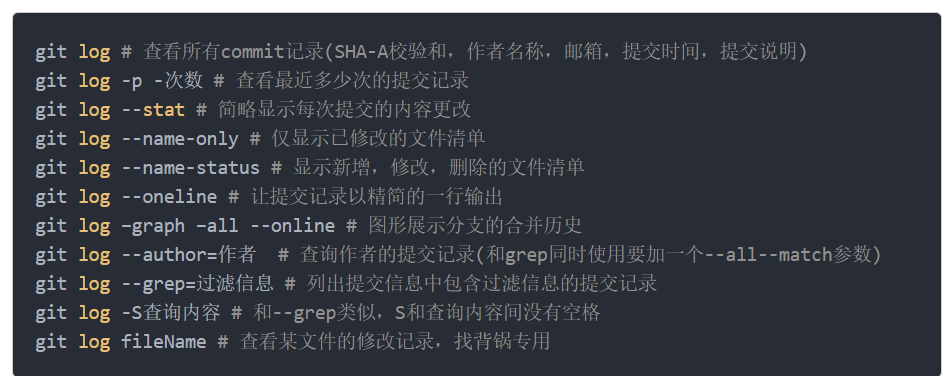 git log # 查看所有commit记录(SHA-A校验和，作者名称，邮箱，提交时间，提交说明)
git log -p -次数 # 查看最近多少次的提交记录
git log --stat # 简略显示每次提交的内容更改
git log --name-only # 仅显示已修改的文件清单
git log --name-status # 显示新增，修改，删除的文件清单
git log --oneline # 让提交记录以精简的一行输出
git log –graph –all --online # 图形展示分支的合并历史
git log --author=作者  # 查询作者的提交记录(和grep同时使用要加一个--all--match参数)
git log --grep=过滤信息 # 列出提交信息中包含过滤信息的提交记录
git log -S查询内容 # 和--grep类似，S和查询内容间没有空格
git log fileName # 查看某文件的修改记录，找背锅专用